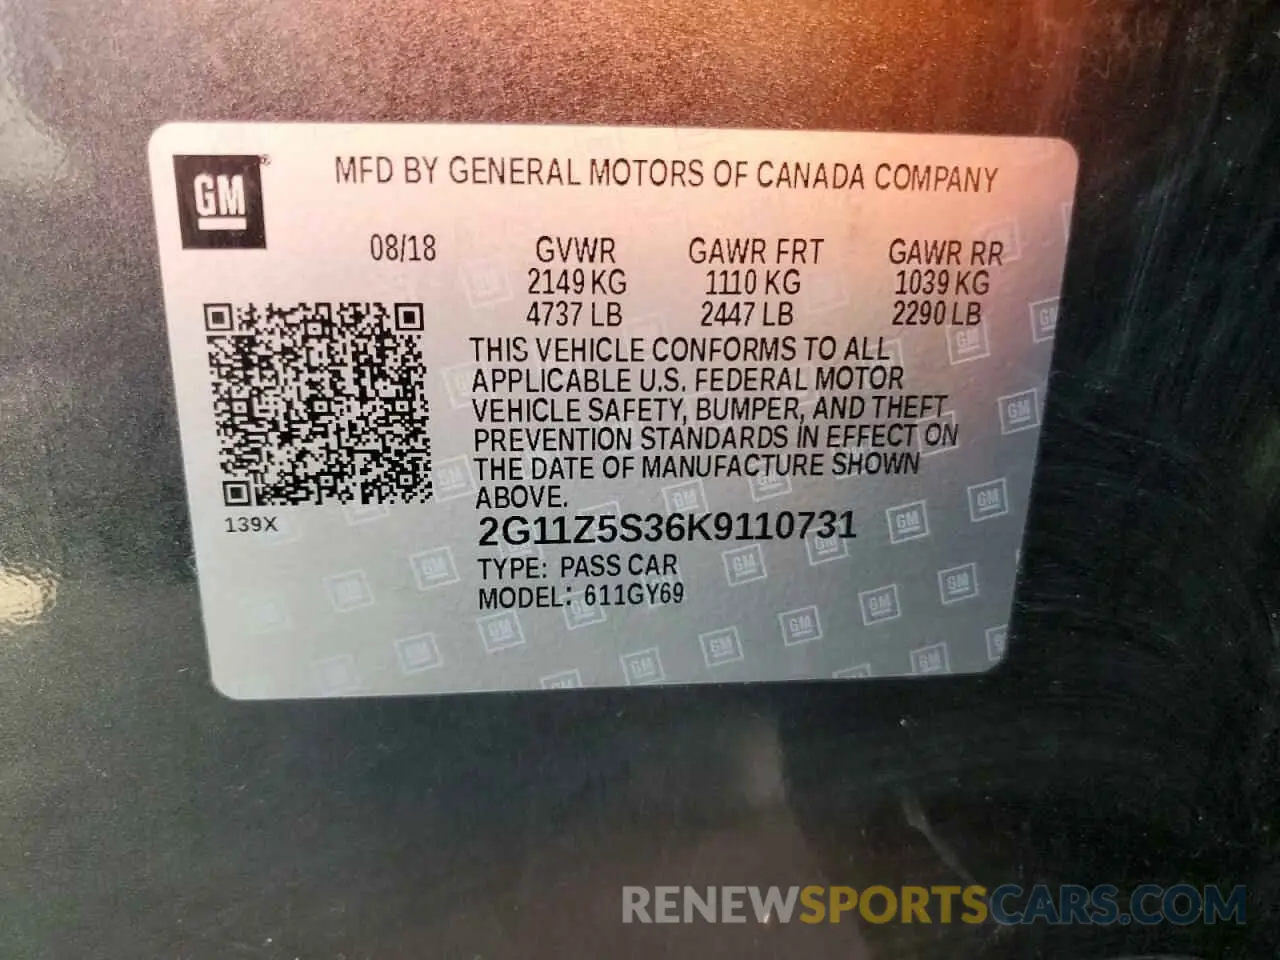 GM®
MFD BY GENERAL MOTORS OF CANADA COMPANY
08/18 GVWR GAWR FRT GAWR RR
2149 KG 1110 KG 1039 KG
4737 LB 2447 LB 2290 LB
THIS VEHICLE CONFORMS TO ALL
APPLICABLE U.S. FEDERAL MOTOR
VEHICLE SAFETY, BUMPER, AND THEFT
PREVENTION STANDARDS IN EFFECT ON
THE DATE OF MANUFACTURE SHOWN
ABOVE.
139X
2G11Z5S36K9110731
TYPE: PASS CAR
MODEL: 611GY69
RENEWSPORTSCARS.COM